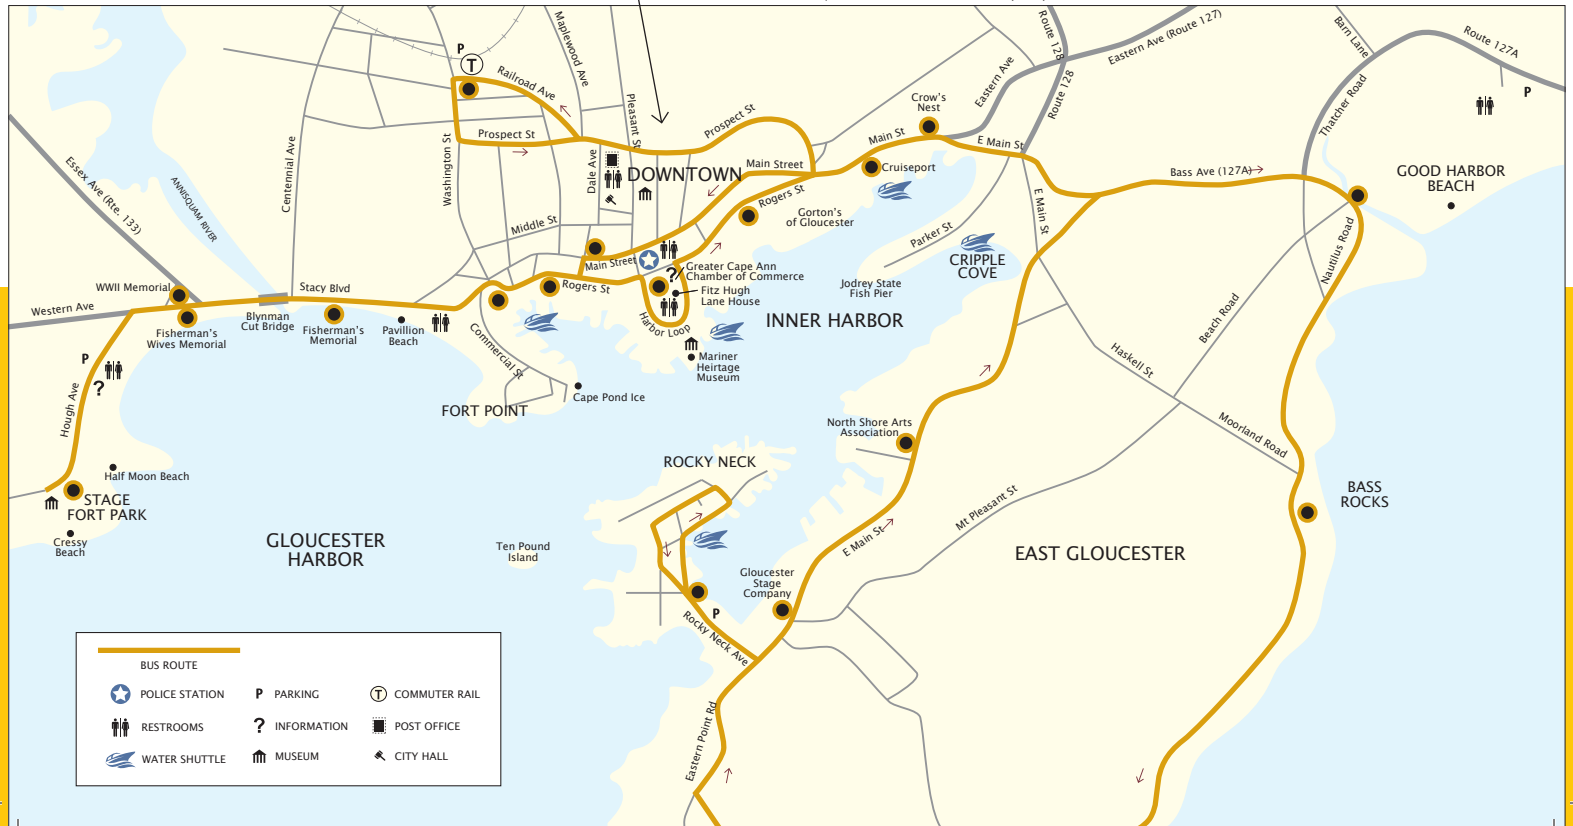 Route 128
Eastern Ave (Route 127)
Barn Lane
Route 127A
P
Maplewood Ave
P
T
Railroad Ave
Pleasant St
Eastern Ave
Route 128
Thatcher Road
Crow's
Nest
Prospect St
Prospect St
Main St
E Main St
Essex Ave (Rte. 133)
ANNISQUAM RIVER
Centennial Ave
Washington St
Dale Ave
DOWNTOWN
Main Street
Cruiseport
Bass Ave (127A)
GOOD HARBOR
BEACH
Rogers St
Gorton's
of Gloucester
E Main St
Parker St
Middle St
Nautilus Road
CRIPPLE
COVE
Main Street
?
Greater Cape Ann
Chamber of Commerce
Jodrey State
Fish Pier
WWII Memorial
Stacy Blvd
Rogers St
Fitz Hugh
Lane House
Western Ave
Blynman
Cut Bridge
Fisherman's
Wives Memorial
Fisherman's
Memorial
Pavillion
Beach
Harbor Loop
INNER HARBOR
Beach Road
Commercial St
Haskell St
P
?
Mariner
Heirtage
Museum
Hough Ave
Cape Pond Ice
FORT POINT
Moorland Road
North Shore Arts
Association
ROCKY NECK
Half Moon Beach
STAGE
FORT PARK
BASS
ROCKS
Mt Pleasant St
Cressy
Beach
GLOUCESTER
HARBOR
Ten Pound
Island
E Main St
EAST GLOUCESTER
Gloucester
Stage
Company
P
Rocky Neck Ave
Eastern Point Rd
BUS ROUTE
POLICE STATION
P PARKING
T COMMUTER RAIL
RESTROOMS
? INFORMATION
POST OFFICE
WATER SHUTTLE
MUSEUM
CITY HALL